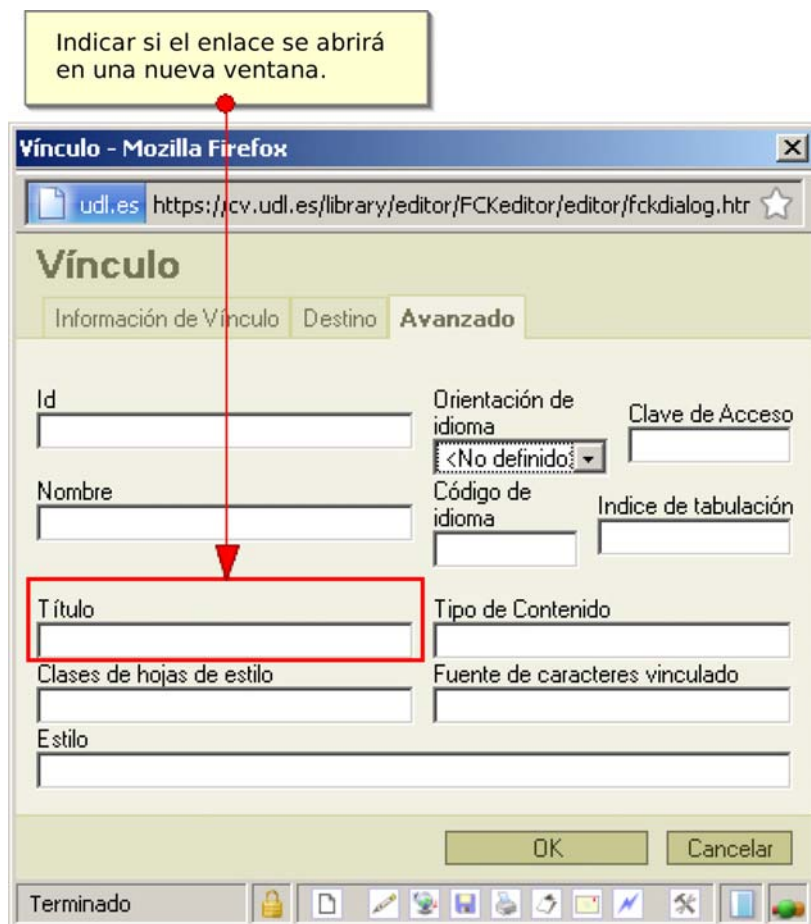 Indicar si el enlace se abrirá
en una nueva ventana.
Vínculo - Mozilla Firefox
udl.es https://cv.udl.es/library/editor/FCKeditor/editor/fckdialog.htr
Vínculo
Información de Vínculo Destino Avanzado
Id
Orientación de
idioma
<No definido>
Clave de Acceso
Nombre
Código de
idioma
Indice de tabulación
Título
Tipo de Contenido
Clases de hojas de estilo
Fuente de caracteres vinculado
Estilo
OK Cancelar
Terminado